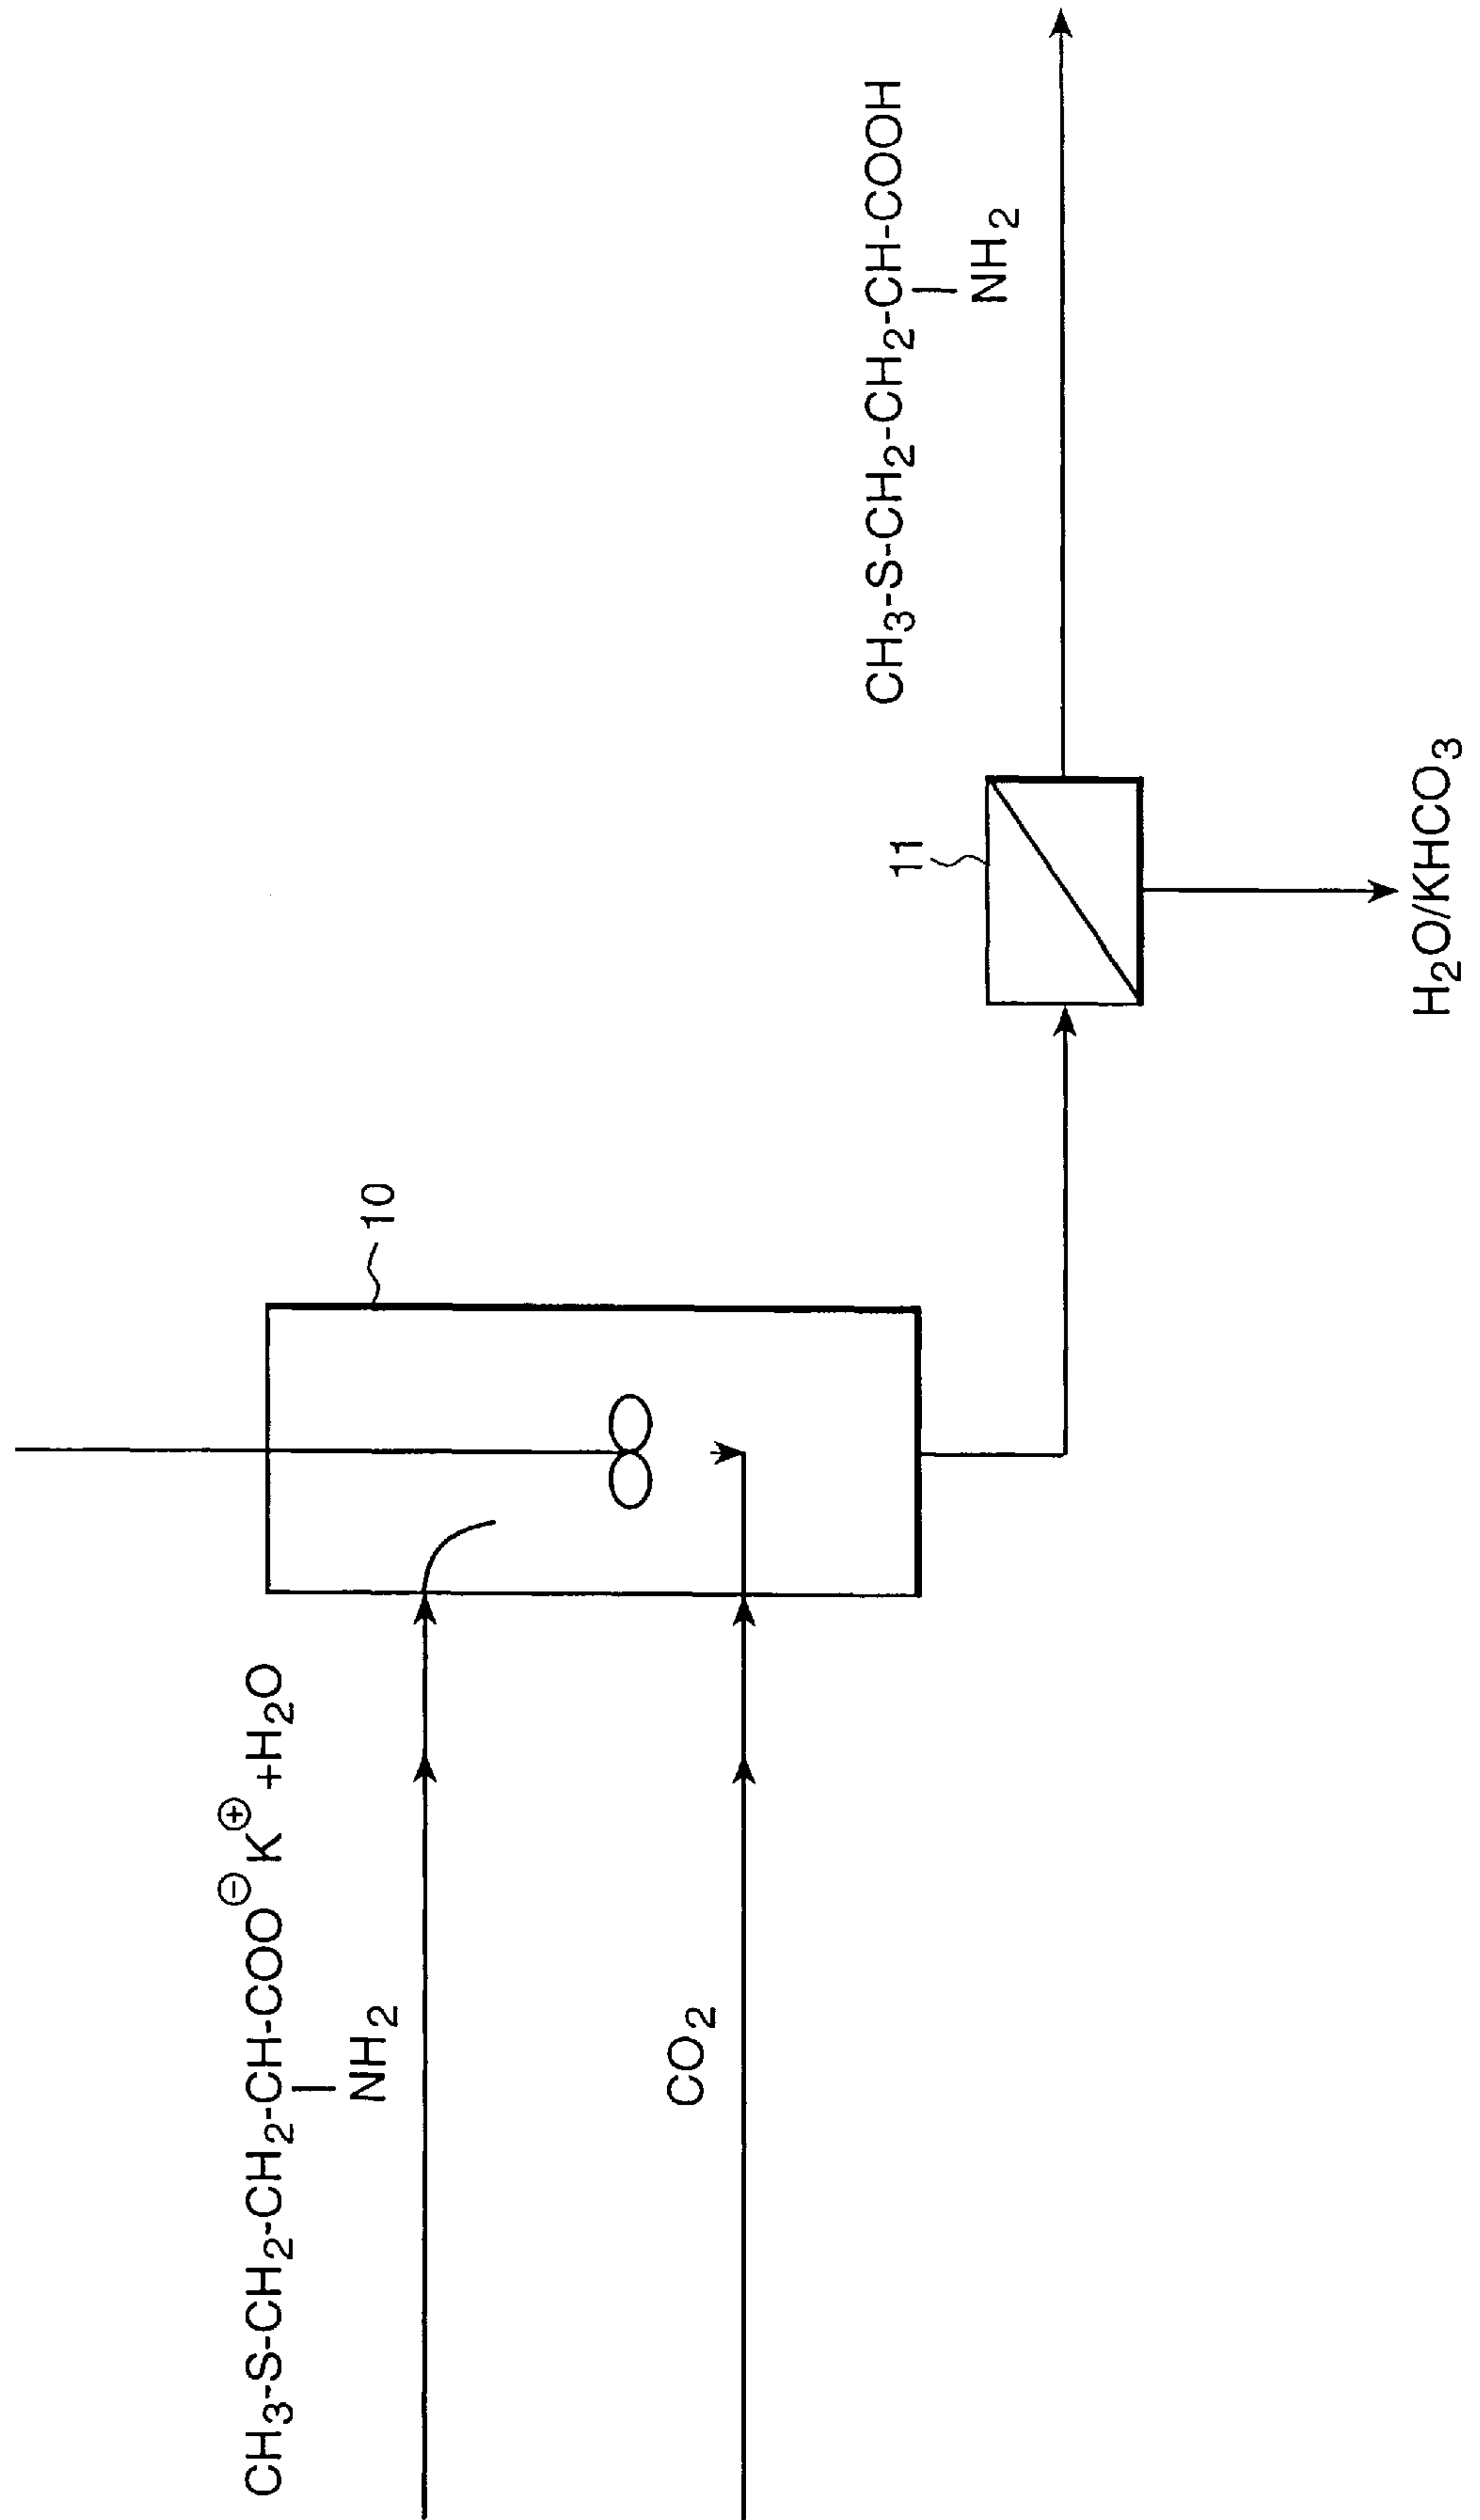 CH3-S-CH2-CH2-CH-COO⊖K⊕+H2O
NH2
CO2
10
11
CH3-S-CH2-CH2-CH-COOH
NH2
H2O/KHCO3